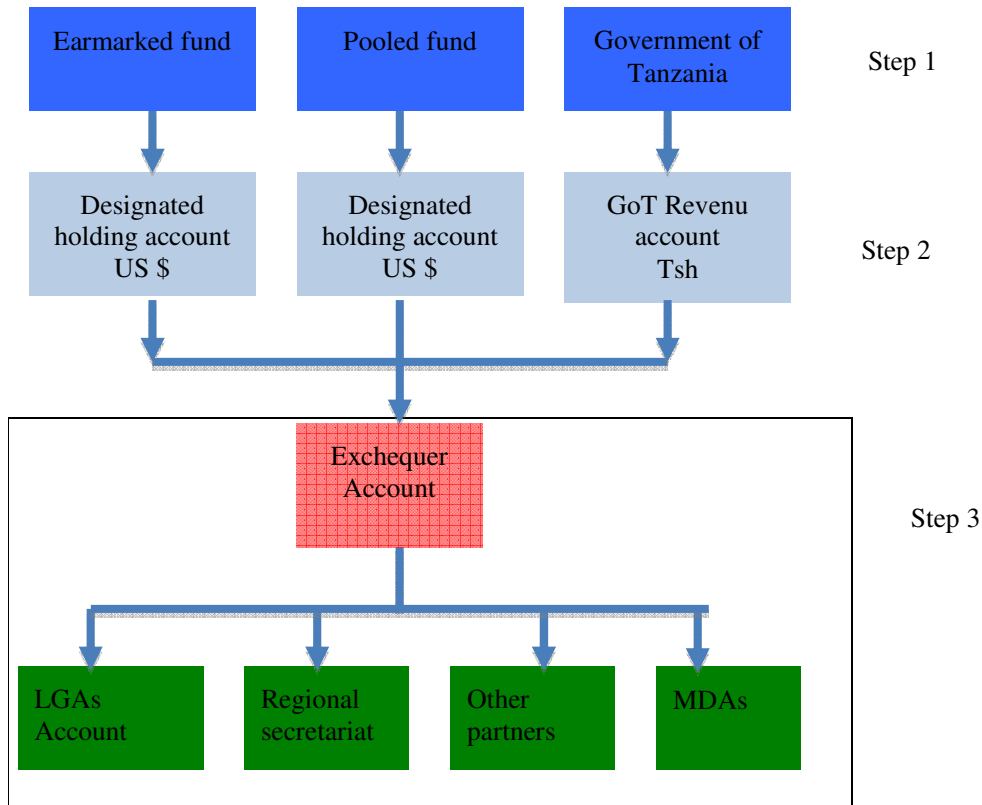 Earmarked fund
Pooled fund
Government of
Tanzania
Step 1
Designated
holding account
US $
Designated
holding account
US $
GoT Revenu
account
Tsh
Step 2
Exchequer
Account
Step 3
LGAs
Account
Regional
secretariat
Other
partners
MDAs